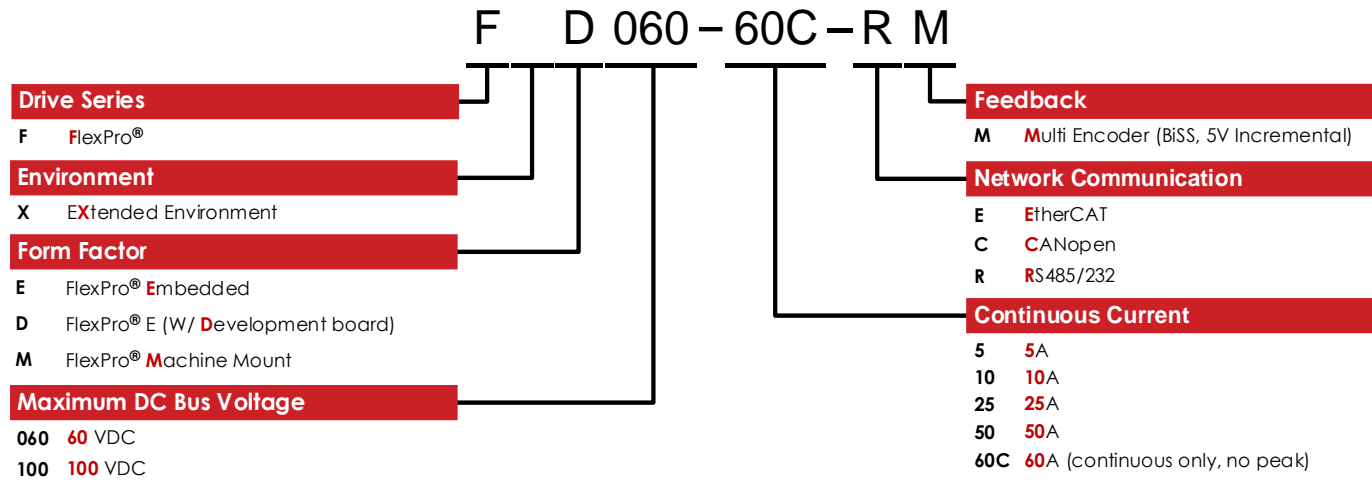 F D 060 – 60C – R M
Drive Series
F FlexPro®
Environment
X EXtended Environment
Form Factor
E FlexPro® Embedded
D FlexPro® E (W/ Development board)
M FlexPro® Machine Mount
Maximum DC Bus Voltage
060 60 VDC
100 100 VDC
Feedback
M Multi Encoder (BiSS, 5V Incremental)
Network Communication
E EtherCAT
C CANopen
R RS485/232
Continuous Current
5 5A
10 10A
25 25A
50 50A
60C 60A (continuous only, no peak)